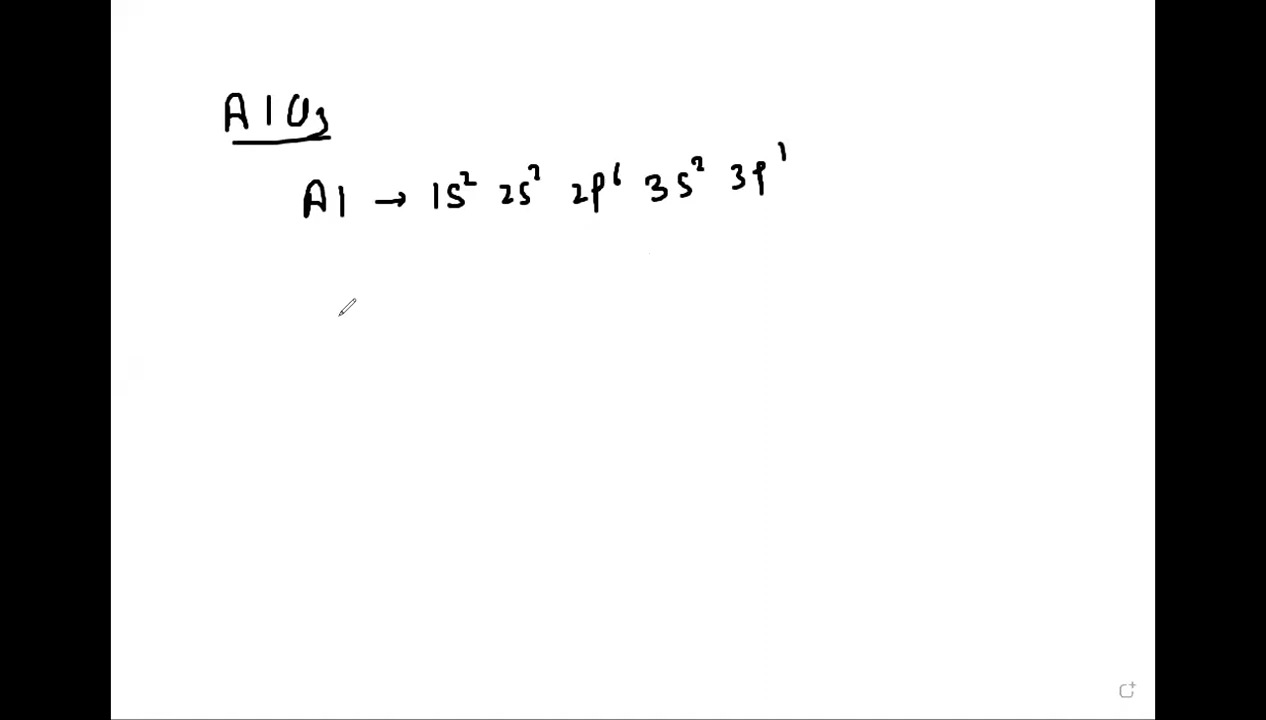 AlO₃
Al → 1s² 2s² 2p⁶ 3s² 3p¹